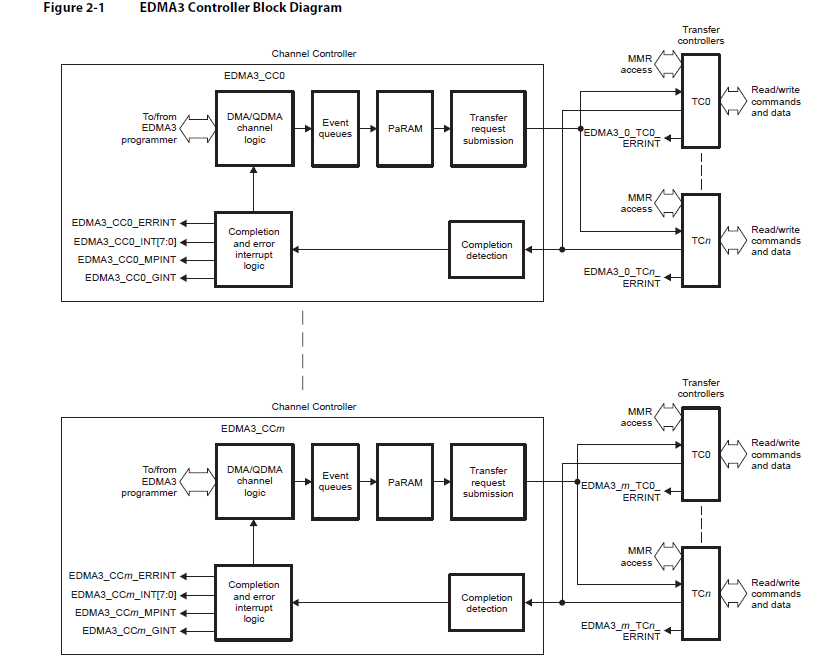 Figure 2-1 EDMA3 Controller Block Diagram
Transfer
controllers
Channel Controller
EDMA3_CC0
MMR
access
To/from
EDMA3
programmer
DMA/QDMA
channel
logic
Event
queues
PaRAM
Transfer
request
submission
TC0
Read/write
commands
and data
EDMA3_0_TC0_
ERRINT
MMR
access
EDMA3_CC0_ERRINT
EDMA3_CC0_INT[7:0]
EDMA3_CC0_MPINT
EDMA3_CC0_GINT
Completion
and error
interrupt
logic
Completion
detection
TCn
Read/write
commands
and data
EDMA3_0_TCn_
ERRINT
Transfer
controllers
Channel Controller
EDMA3_CCm
MMR
access
To/from
EDMA3
programmer
DMA/QDMA
channel
logic
Event
queues
PaRAM
Transfer
request
submission
TC0
Read/write
commands
and data
EDMA3_m_TC0_
ERRINT
MMR
access
EDMA3_CCm_ERRINT
EDMA3_CCm_INT[7:0]
EDMA3_CCm_MPINT
EDMA3_CCm_GINT
Completion
and error
interrupt
logic
Completion
detection
TCn
Read/write
commands
and data
EDMA3_m_TCn_
ERRINT